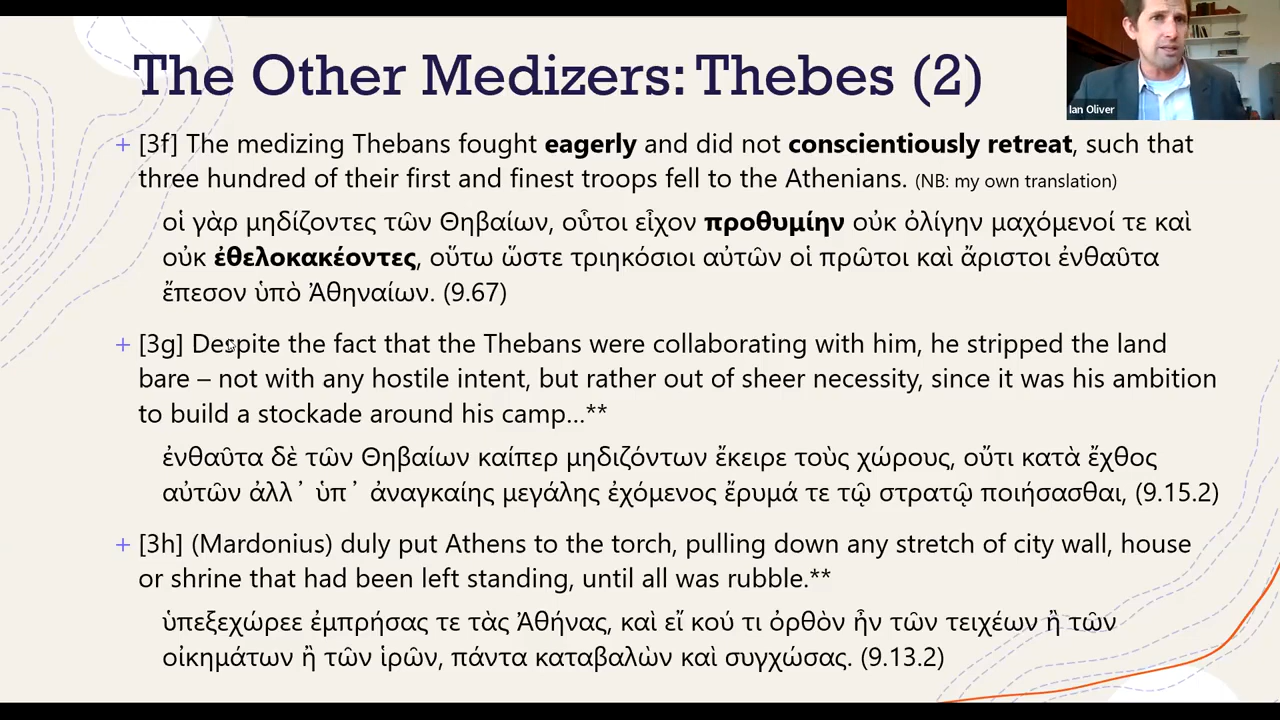 The Other Medizers: Thebes (2)
Ian Oliver
+ [3f] The medizing Thebans fought eagerly and did not conscientiously retreat, such that
three hundred of their first and finest troops fell to the Athenians. (NB: my own translation)
οἱ γὰρ μηδίζοντες τῶν Θηβαίων, οὗτοι εἶχον προθυμίην οὐκ ὀλίγην μαχόμενοί τε καὶ
οὐκ ἐθελοκακέοντες, οὕτω ὥστε τριηκόσιοι αὐτῶν οἱ πρῶτοι καὶ ἄριστοι ἐνθαῦτα
ἔπεσον ὑπὸ Ἀθηναίων. (9.67)
+ [3g] Despite the fact that the Thebans were collaborating with him, he stripped the land
bare – not with any hostile intent, but rather out of sheer necessity, since it was his ambition
to build a stockade around his camp...**
ἐνθαῦτα δὲ τῶν Θηβαίων καίπερ μηδιζόντων ἔκειρε τοὺς χώρους, οὔτι κατὰ ἔχθος
αὐτῶν ἀλλ᾽ ὑπ᾽ ἀναγκαίης μεγάλης ἐχόμενος ἔρυμά τε τῷ στρατῷ ποιήσασθαι, (9.15.2)
+ [3h] (Mardonius) duly put Athens to the torch, pulling down any stretch of city wall, house
or shrine that had been left standing, until all was rubble.**
ὑπεξεχώρεε ἐμπρήσας τε τὰς Ἀθήνας, καὶ εἴ κού τι ὀρθὸν ἦν τῶν τειχέων ἢ τῶν
οἰκημάτων ἢ τῶν ἱρῶν, πάντα καταβαλὼν καὶ συγχώσας. (9.13.2)